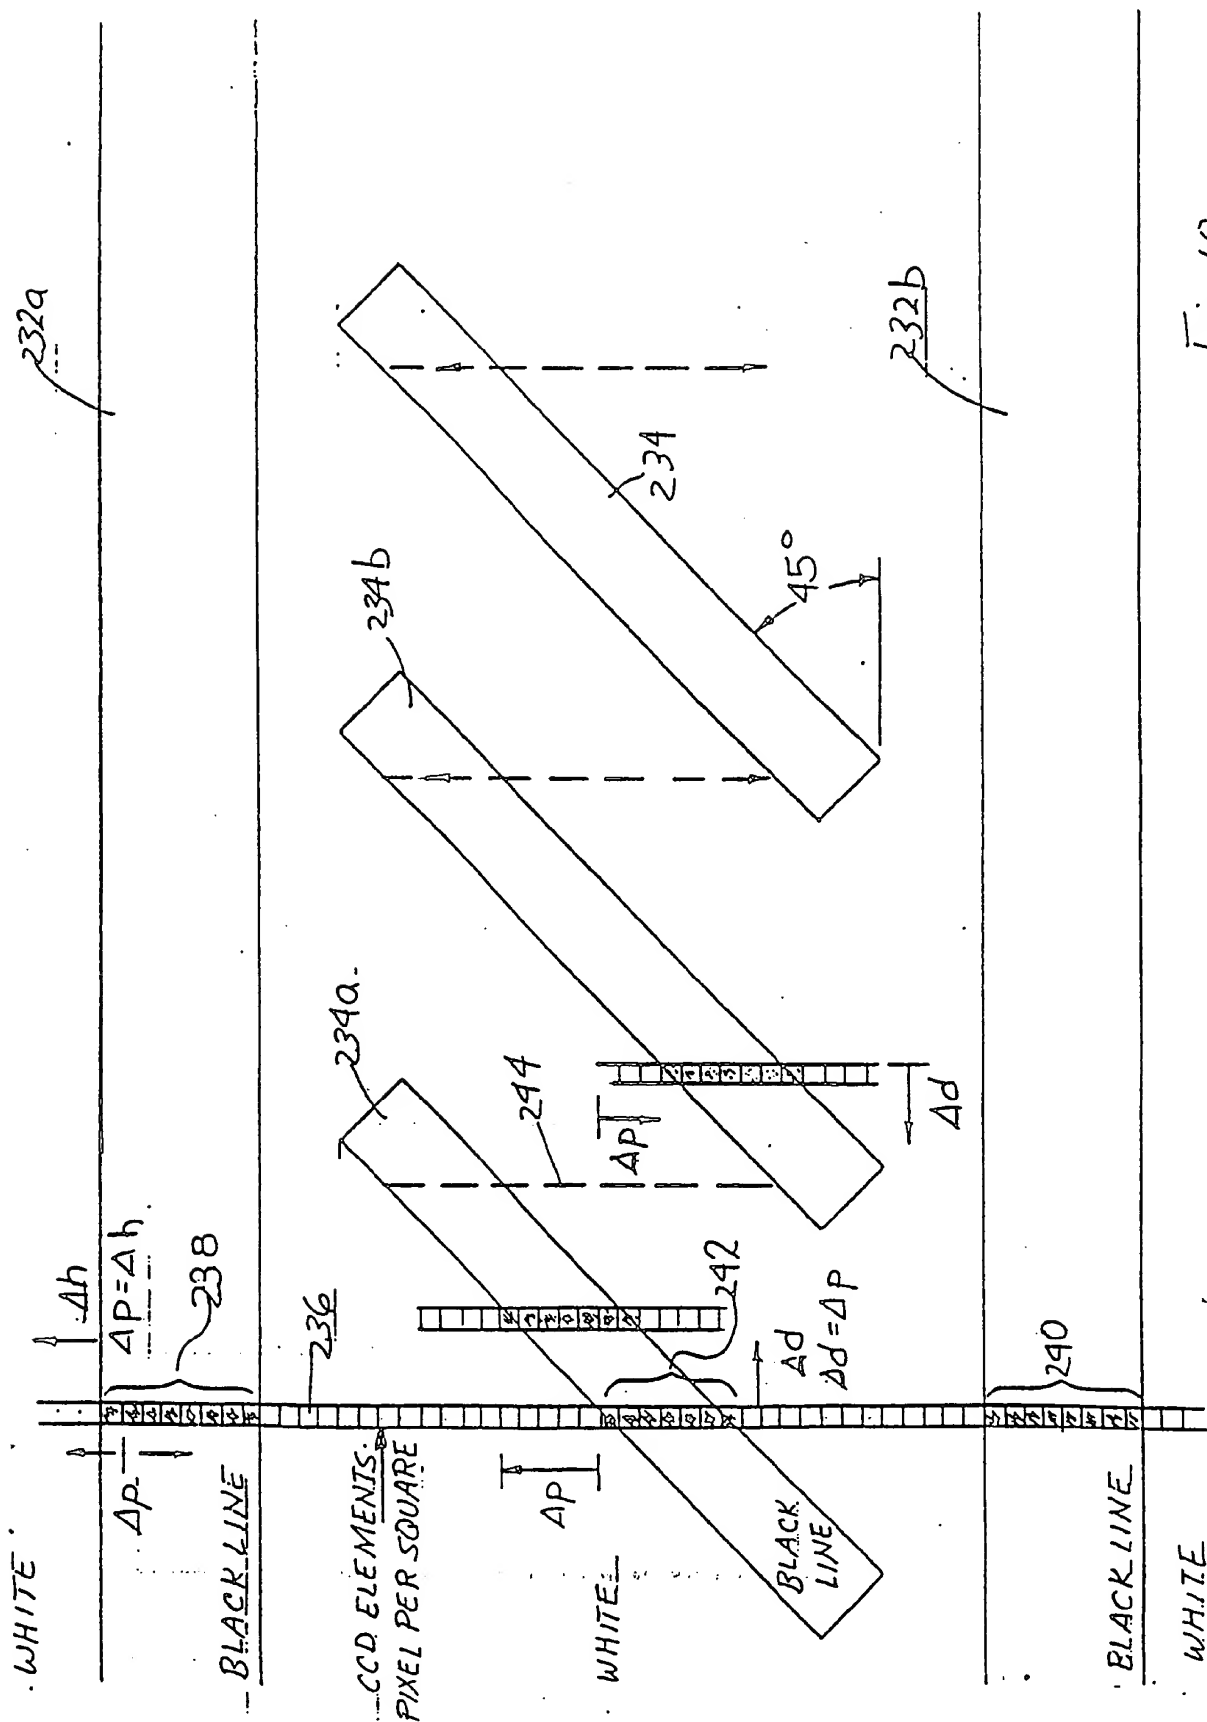 WHITE
232a
Δh
Δp=Δh
238
Δp
BLACK LINE
236
CCD ELEMENTS.
PIXEL PER SQUARE
234a
234b
244
234
45°
Δp
242
WHITE
Δp
Δd
Δd
Δd=Δp
BLACK
LINE
232b
240
BLACK LINE
WHITE